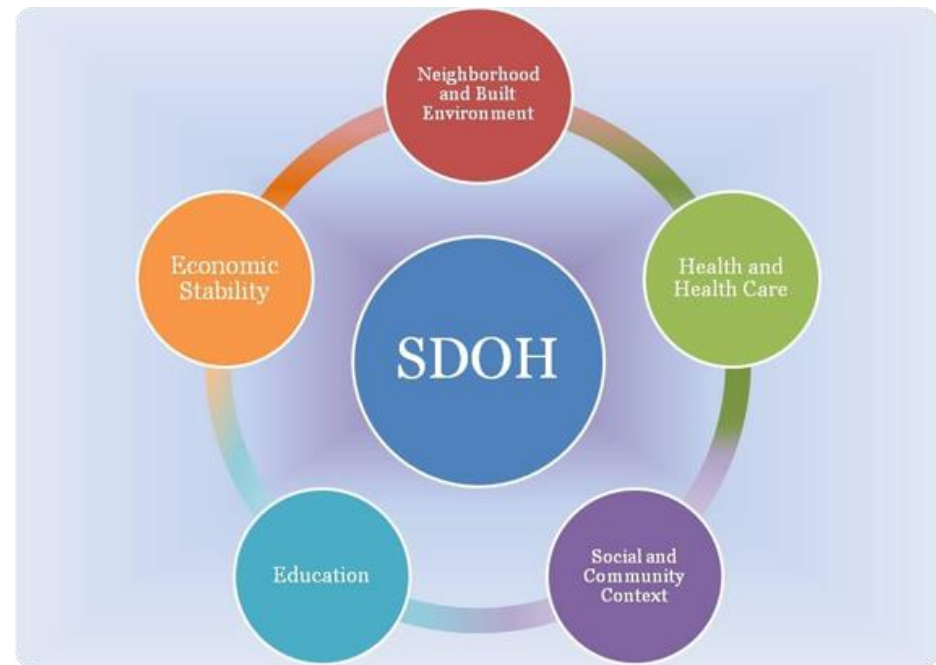 Neighborhood
and Built
Environment
Economic
Stability
Health and
Health Care
SDOH
Education
Social and
Community
Context